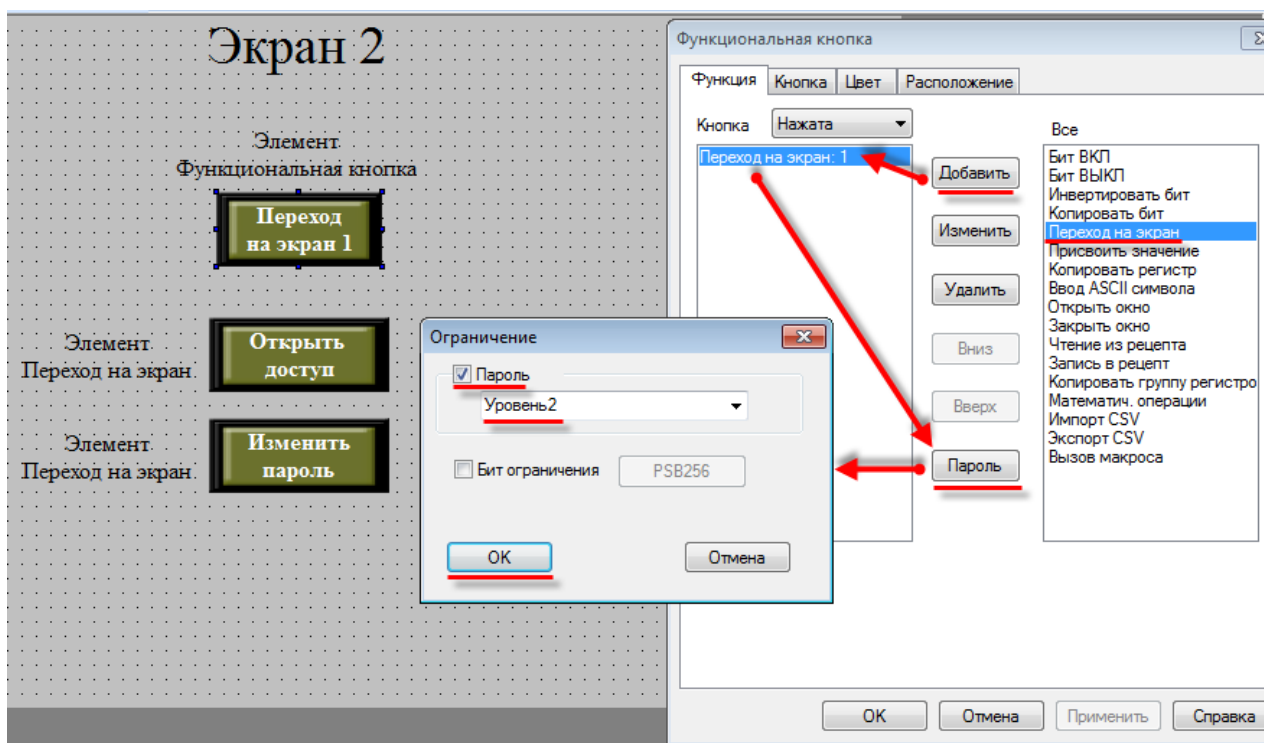 Экран 2
Элемент
Функциональная кнопка
Переход
на экран 1
Элемент
Переход на экран
Открыть
доступ
Элемент
Переход на экран
Изменить
пароль
Функциональная кнопка
Функция
Кнопка
Цвет
Расположение
Кнопка
Нажата
Все
Переход на экран: 1
Добавить
Изменить
Удалить
Вниз
Вверх
Пароль
Бит ВКЛ
Бит ВЫКЛ
Инвертировать бит
Копировать бит
Переход на экран
Присвоить значение
Копировать регистр
Ввод ASCII символа
Открыть окно
Закрыть окно
Чтение из рецепта
Запись в рецепт
Копировать группу регистро
Математич. операции
Импорт CSV
Экспорт CSV
Вызов макроса
Ограничение
Пароль
Уровень2
Бит ограничения
PSB256
OK
Отмена
OK
Отмена
Применить
Справка